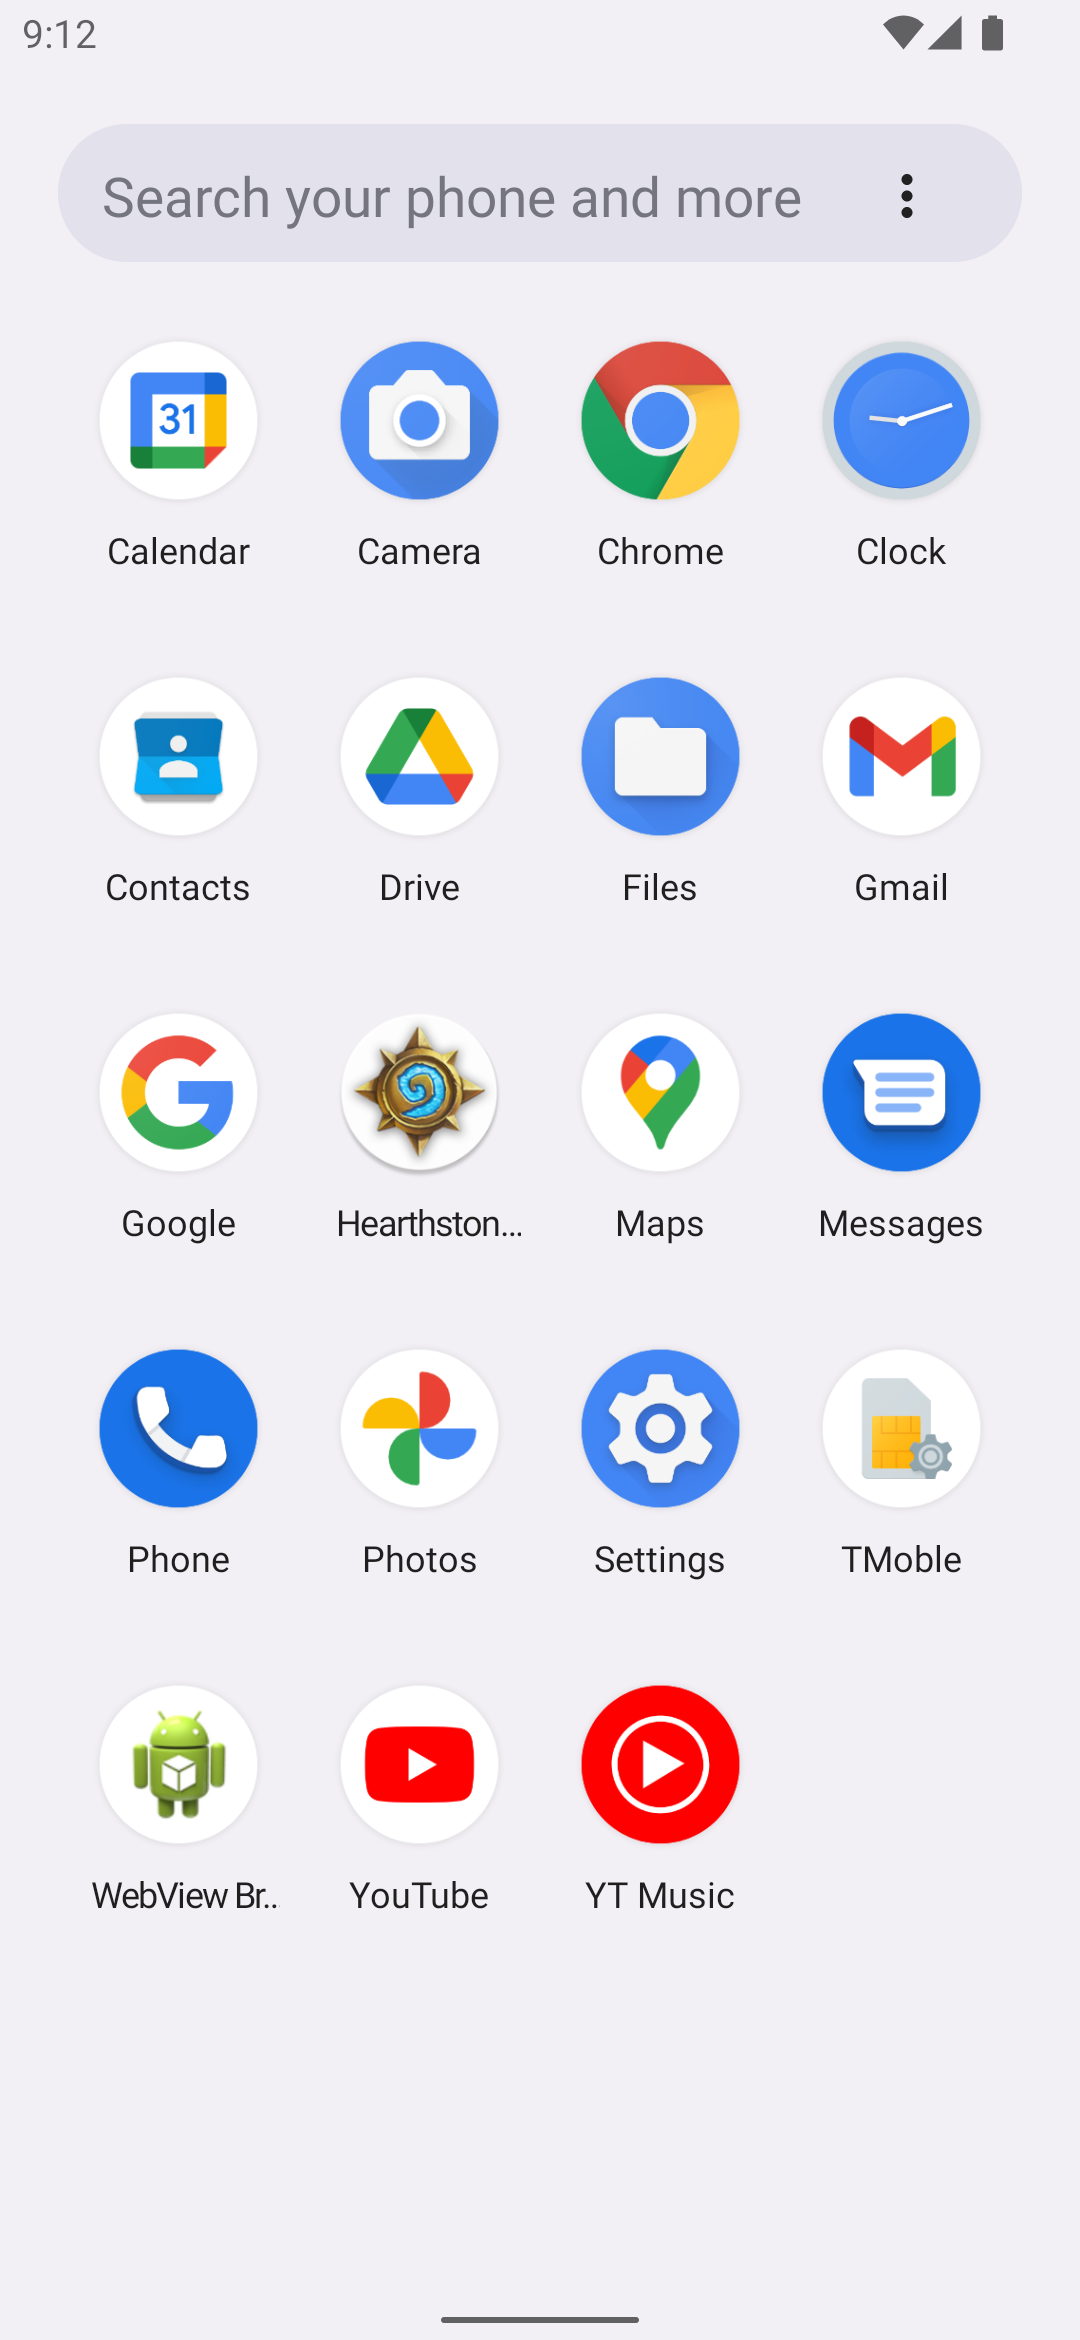 9:12
Search your phone and more
31
Calendar
Camera
Chrome
Clock
Contacts
Drive
Files
Gmail
Google
Hearthston...
Maps
Messages
Phone
Photos
Settings
TMoble
WebView Br..
YouTube
YT Music